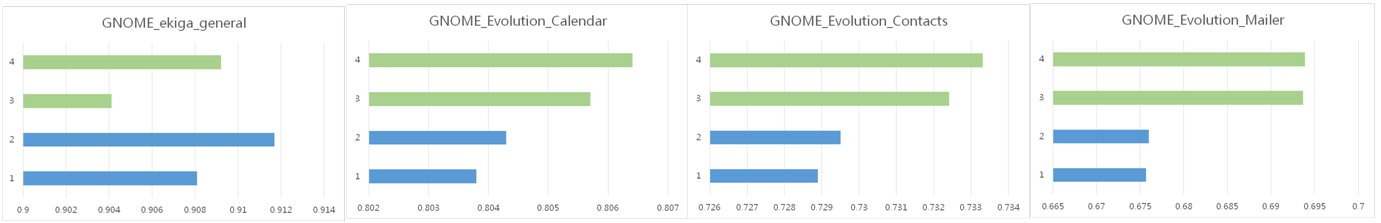 GNOME_ekiga_general
4
3
2
1
0.9 0.902 0.904 0.906 0.908 0.91 0.912 0.914
GNOME_Evolution_Calendar
4
3
2
1
0.802 0.803 0.804 0.805 0.806 0.807
GNOME_Evolution_Contacts
4
3
2
1
0.726 0.727 0.728 0.729 0.73 0.731 0.732 0.733 0.734
GNOME_Evolution_Mailer
4
3
2
1
0.665 0.67 0.675 0.68 0.685 0.69 0.695 0.7